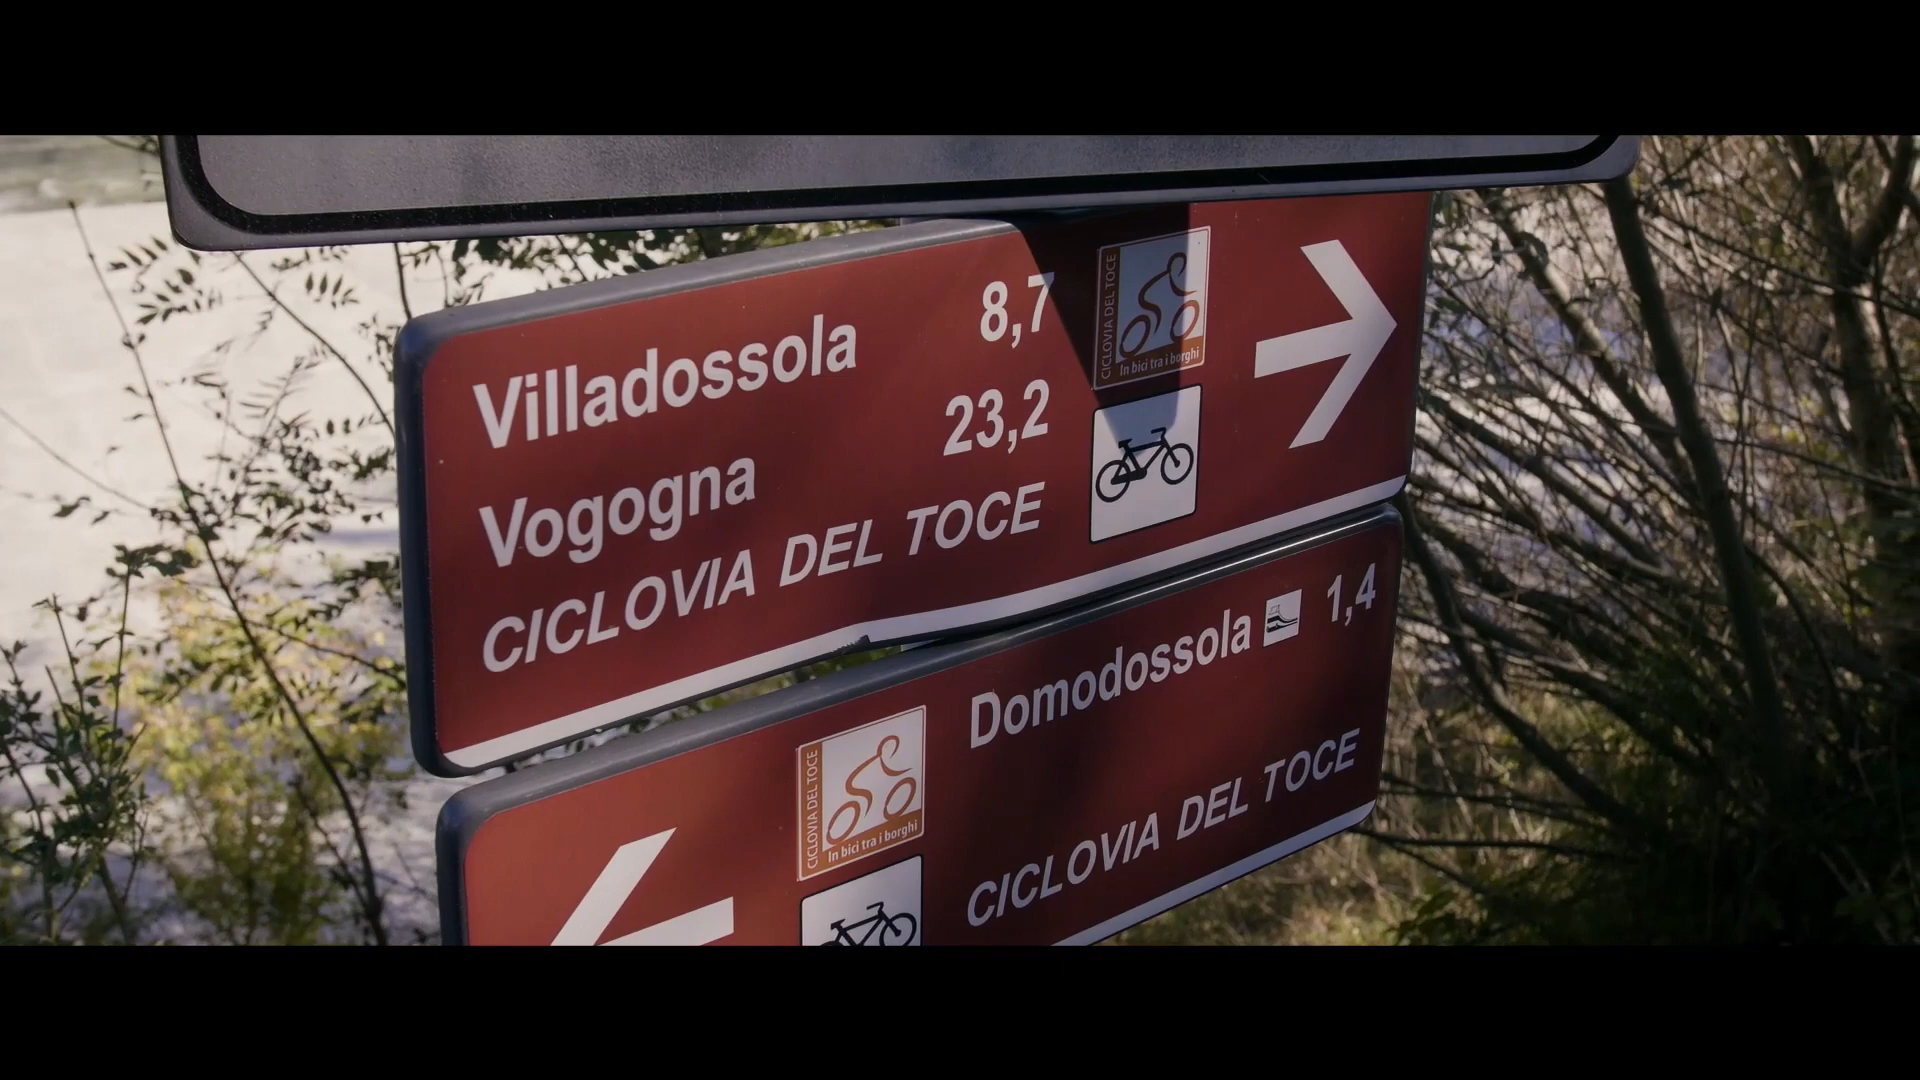 Villadossola 8,7
Vogogna 23,2
CICLOVIA DEL TOCE
CICLOVIA DEL TOCE
In bici tra i borghi
Domodossola 1,4
CICLOVIA DEL TOCE
CICLOVIA DEL TOCE
In bici tra i borghi